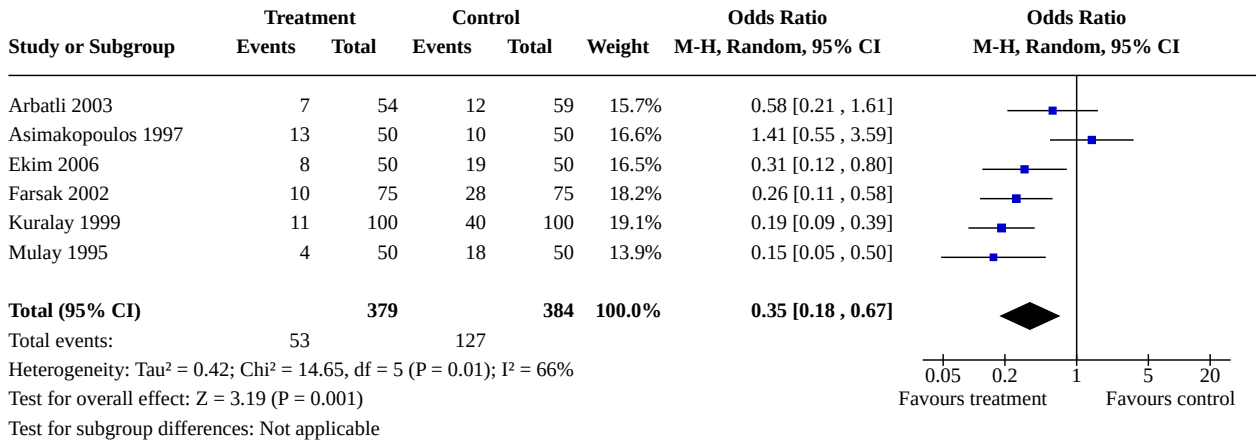 Treatment Control Odds Ratio Odds Ratio
Study or Subgroup Events Total Events Total Weight M-H, Random, 95% CI M-H, Random, 95% CI
Arbatli 2003 7 54 12 59 15.7% 0.58 [0.21 , 1.61]
Asimakopoulos 1997 13 50 10 50 16.6% 1.41 [0.55 , 3.59]
Ekim 2006 8 50 19 50 16.5% 0.31 [0.12 , 0.80]
Farsak 2002 10 75 28 75 18.2% 0.26 [0.11 , 0.58]
Kuralay 1999 11 100 40 100 19.1% 0.19 [0.09 , 0.39]
Mulay 1995 4 50 18 50 13.9% 0.15 [0.05 , 0.50]
Total (95% CI) 379 384 100.0% 0.35 [0.18 , 0.67]
Total events: 53 127
Heterogeneity: Tau² = 0.42; Chi² = 14.65, df = 5 (P = 0.01); I² = 66%
0.05 0.2 1 5 20
Test for overall effect: Z = 3.19 (P = 0.001)
Favours treatment Favours control
Test for subgroup differences: Not applicable